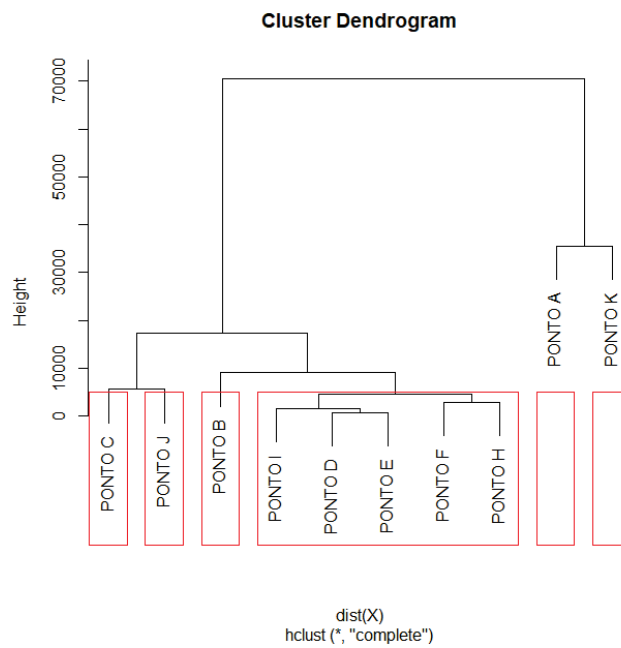 Cluster Dendrogram
Height
70000
50000
30000
10000
0
PONTO C
PONTO J
PONTO B
PONTO I
PONTO D
PONTO E
PONTO F
PONTO H
PONTO A
PONTO K
dist(X)
hclust (*, "complete")